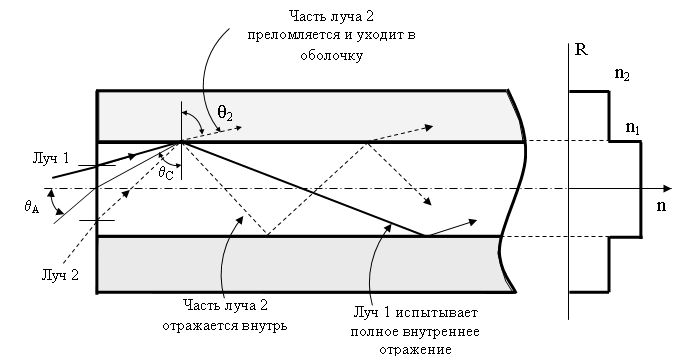 Часть луча 2
преломляется и уходит в
оболочку
R
n2
θ2
n1
Луч 1
θC
θA
n
Луч 2
Часть луча 2
отражается внутрь
Луч 1 испытывает
полное внутреннее
отражение